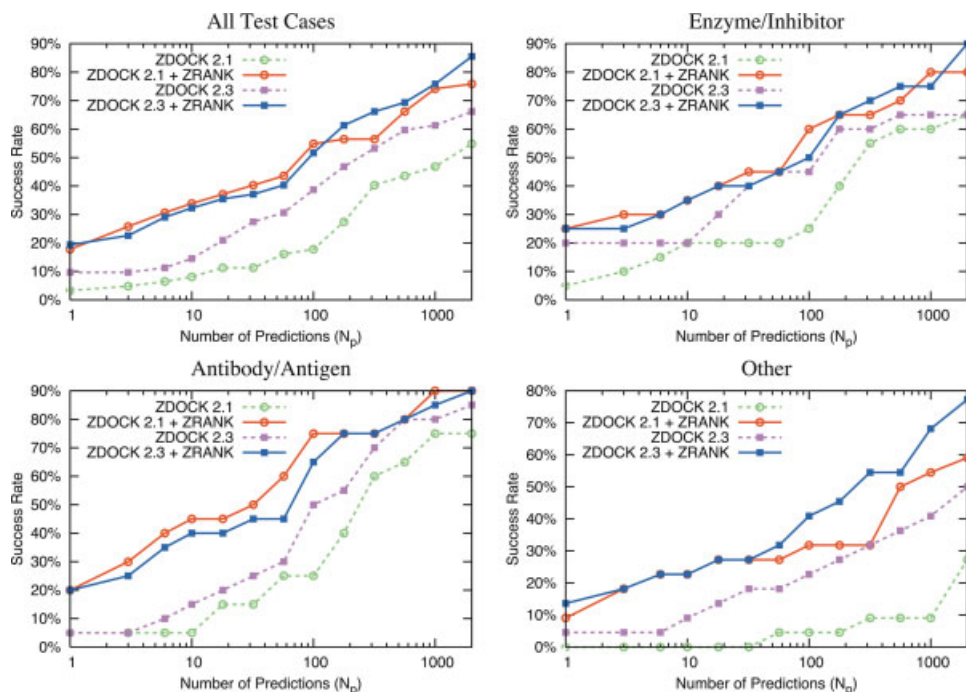 All Test Cases
Success Rate
90%
80%
70%
60%
50%
40%
30%
20%
10%
0%
ZDOCK 2.1
ZDOCK 2.1 + ZRANK
ZDOCK 2.3
ZDOCK 2.3 + ZRANK
1 10 100 1000
Number of Predictions (Np)
Enzyme/Inhibitor
Success Rate
90%
80%
70%
60%
50%
40%
30%
20%
10%
0%
ZDOCK 2.1
ZDOCK 2.1 + ZRANK
ZDOCK 2.3
ZDOCK 2.3 + ZRANK
1 10 100 1000
Number of Predictions (Np)
Antibody/Antigen
Success Rate
90%
80%
70%
60%
50%
40%
30%
20%
10%
0%
ZDOCK 2.1
ZDOCK 2.1 + ZRANK
ZDOCK 2.3
ZDOCK 2.3 + ZRANK
1 10 100 1000
Number of Predictions (Np)
Other
Success Rate
80%
70%
60%
50%
40%
30%
20%
10%
0%
ZDOCK 2.1
ZDOCK 2.1 + ZRANK
ZDOCK 2.3
ZDOCK 2.3 + ZRANK
1 10 100 1000
Number of Predictions (Np)